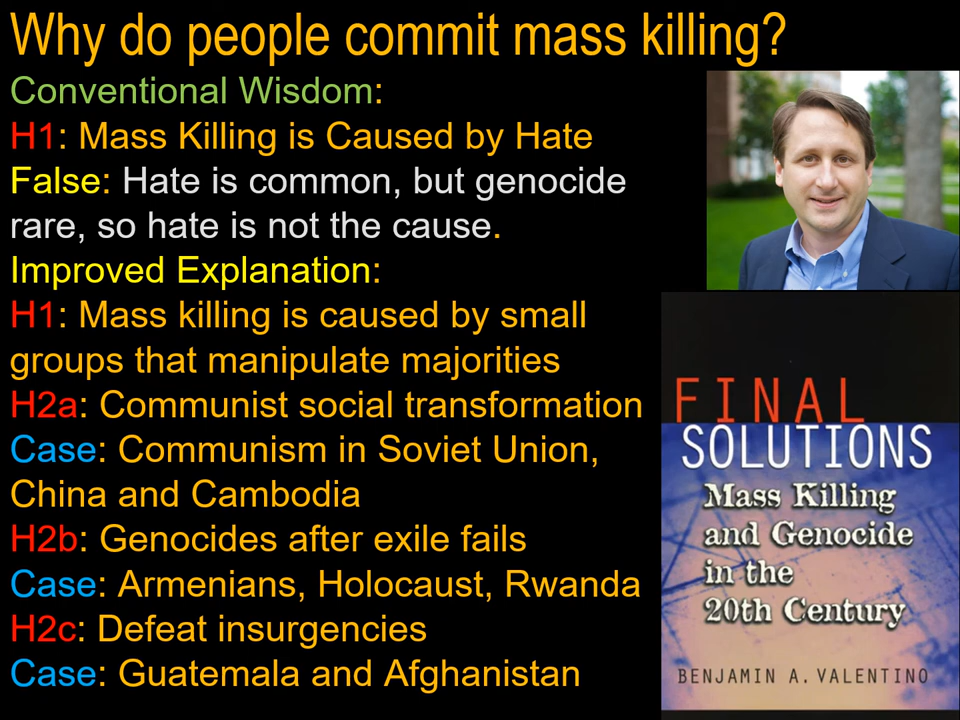 Why do people commit mass killing?
Conventional Wisdom:
H1: Mass Killing is Caused by Hate
False: Hate is common, but genocide
rare, so hate is not the cause.
Improved Explanation:
H1: Mass killing is caused by small
groups that manipulate majorities
H2a: Communist social transformation
Case: Communism in Soviet Union,
China and Cambodia
H2b: Genocides after exile fails
Case: Armenians, Holocaust, Rwanda
H2c: Defeat insurgencies
Case: Guatemala and Afghanistan
FINAL
SOLUTIONS
Mass Killing
and Genocide
in the
20th Century
BENJAMIN A. VALENTINO